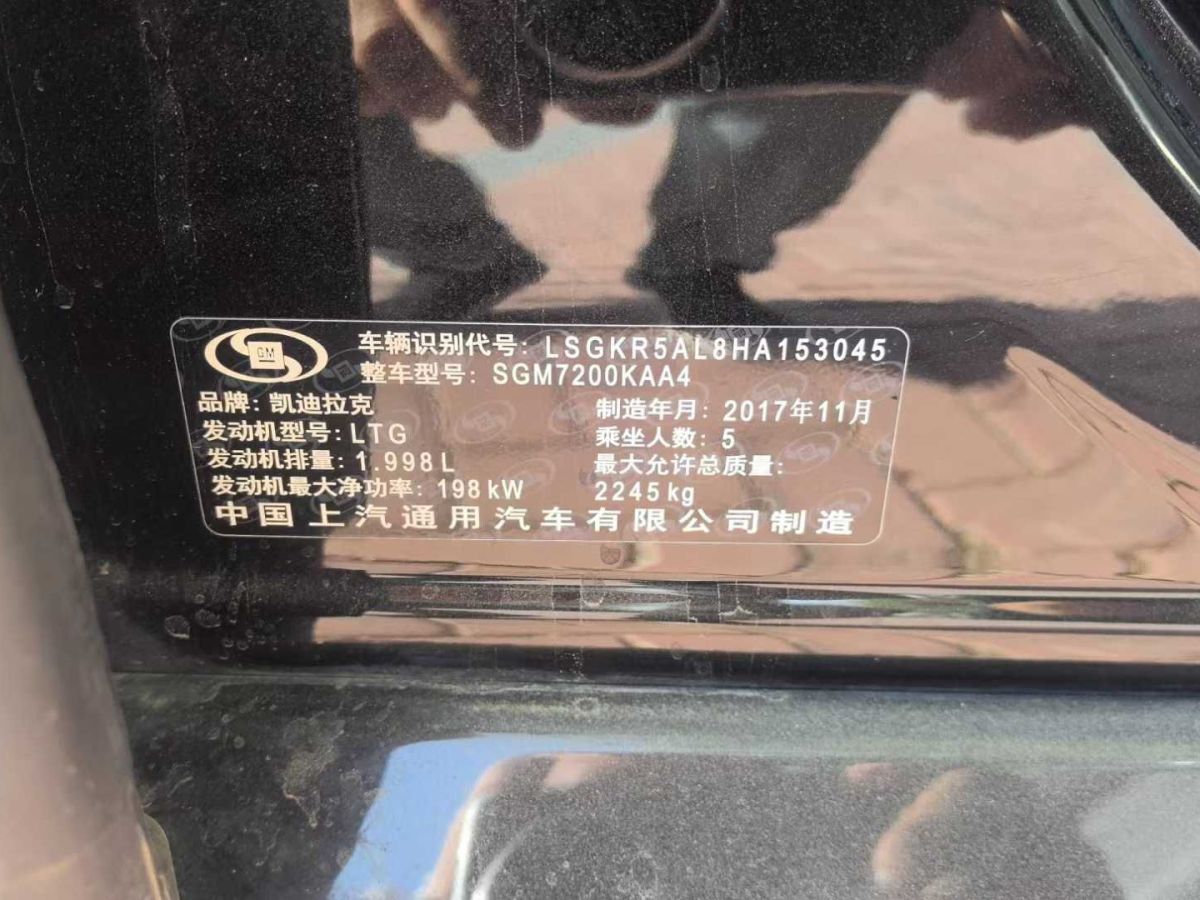 GM
车辆识别代号: LSGKR5AL8HA153045
整车型号: SGM7200KAA4
品牌: 凯迪拉克
制造年月: 2017年11月
发动机型号: LTG
乘坐人数: 5
发动机排量: 1.998L
最大允许总质量:
发动机最大净功率: 198kW
2245kg
中国上汽通用汽车有限公司制造